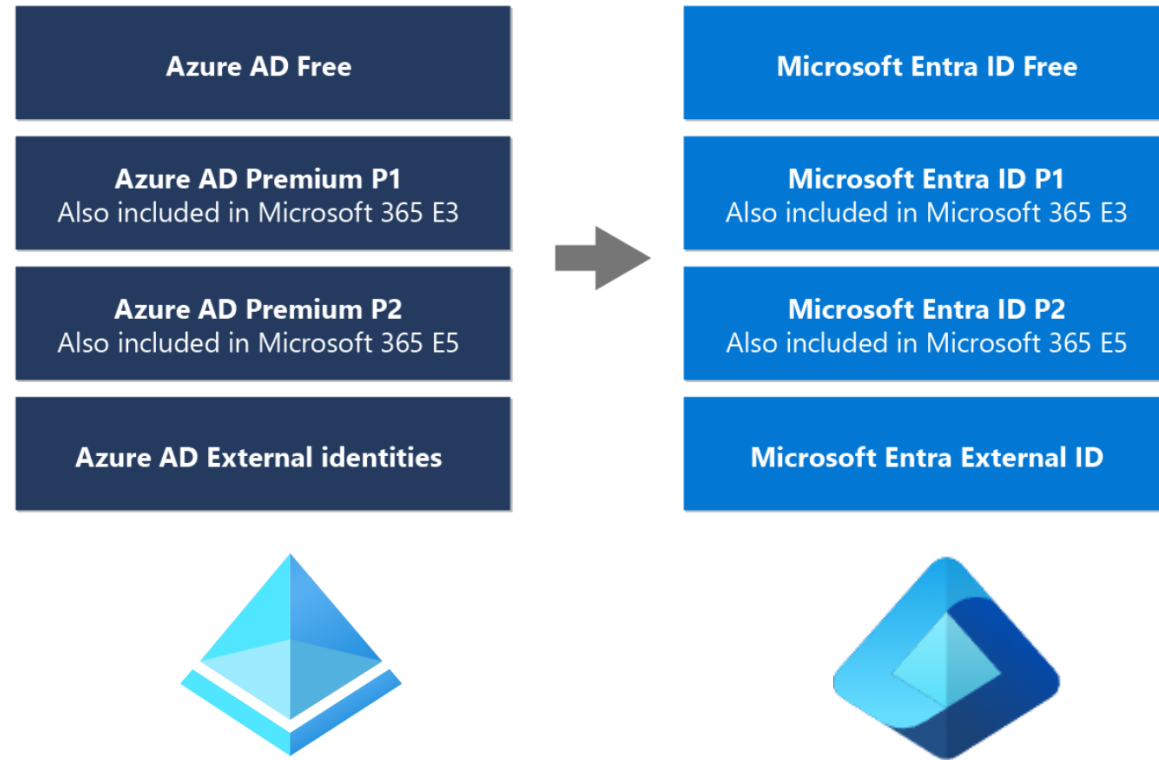 Azure AD Free
Azure AD Premium P1
Also included in Microsoft 365 E3
Azure AD Premium P2
Also included in Microsoft 365 E5
Azure AD External identities
Microsoft Entra ID Free
Microsoft Entra ID P1
Also included in Microsoft 365 E3
Microsoft Entra ID P2
Also included in Microsoft 365 E5
Microsoft Entra External ID